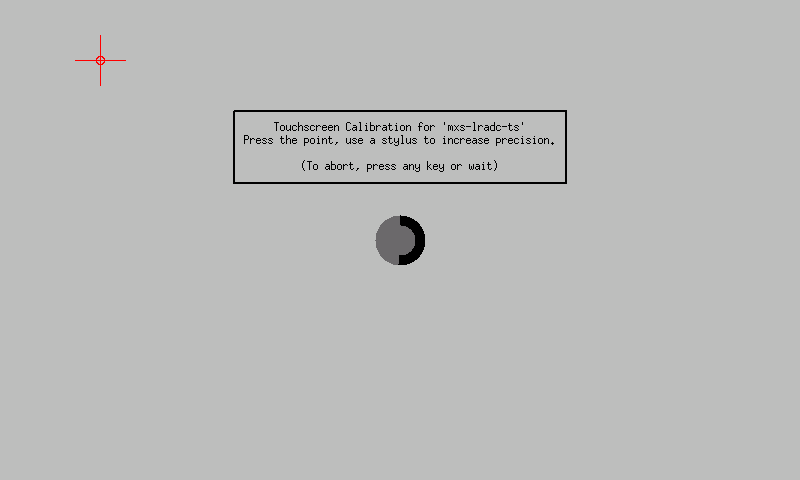 Touchscreen Calibration for 'mxs-lradc-ts'
Press the point, use a stylus to increase precision.
(To abort, press any key or wait)